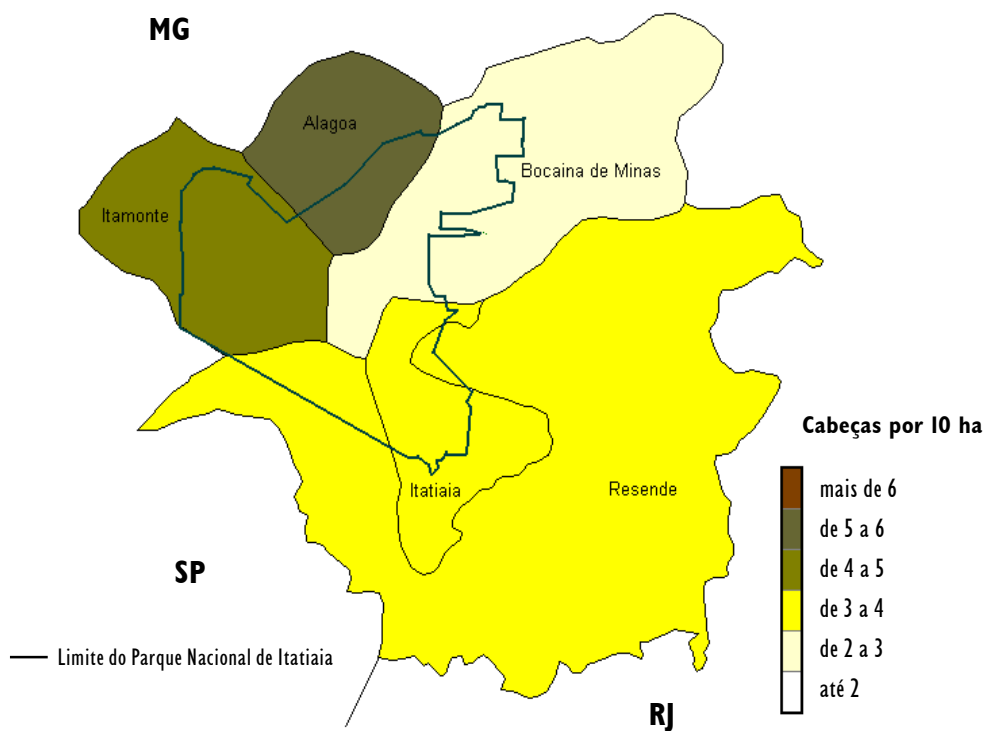 MG
Alagoa
Bocaina de Minas
Itamonte
Cabeças por 10 ha
Itatiaia
Resende
mais de 6
de 5 a 6
de 4 a 5
de 3 a 4
de 2 a 3
até 2
SP
Limite do Parque Nacional de Itatiaia
RJ